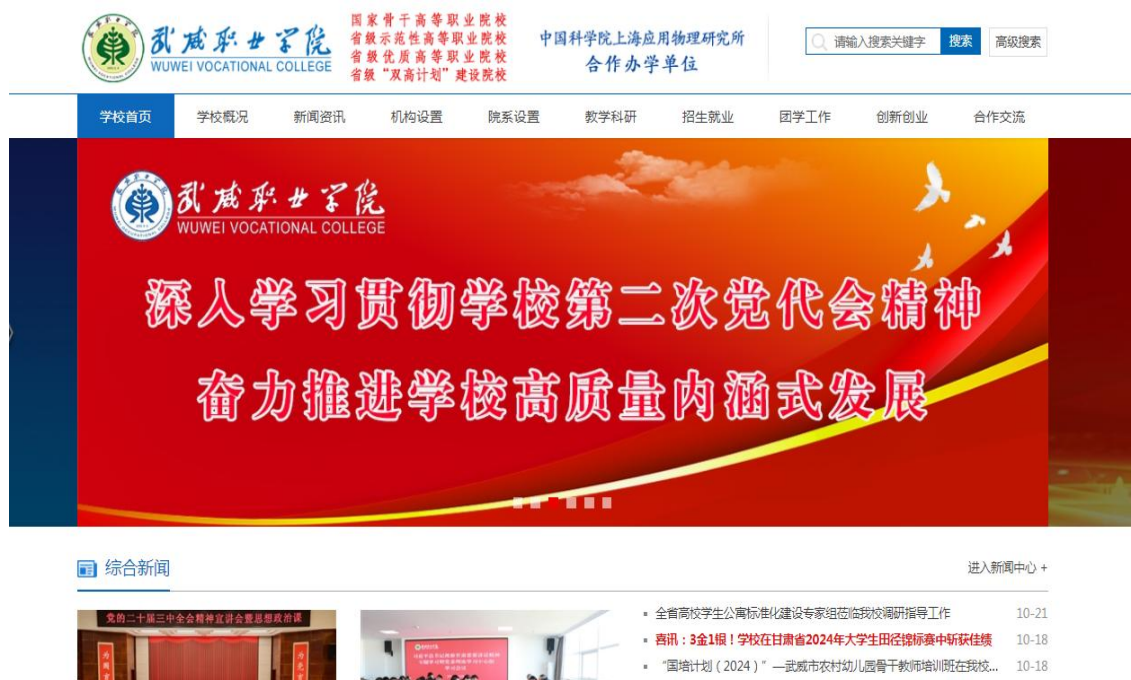 武威职业学院
WUWEI VOCATIONAL COLLEGE
国家骨干高等职业院校
省级示范性高等职业院校
省级优质高等职业院校
省级“双高计划”建设院校
中国科学院上海应用物理研究所
合作办学单位
请输入搜索关键字
搜索
高级搜索
学校首页 学校概况 新闻资讯 机构设置 院系设置 教学科研 招生就业 团学工作 创新创业 合作交流
武威职业学院
WUWEI VOCATIONAL COLLEGE
深入学习贯彻学校第二次党代会精神
奋力推进学校高质量内涵式发展
综合新闻
进入新闻中心 +
党的二十届三中全会精神宣讲会暨思想政治课
全省高校学生公寓标准化建设专家组莅临我校调研指导工作 10-21
喜讯：3金1银！学校在甘肃省2024年大学生田径锦标赛中斩获佳绩 10-18
“国培计划（2024）”—武威市农村幼儿园骨干教师培训班在我校... 10-18